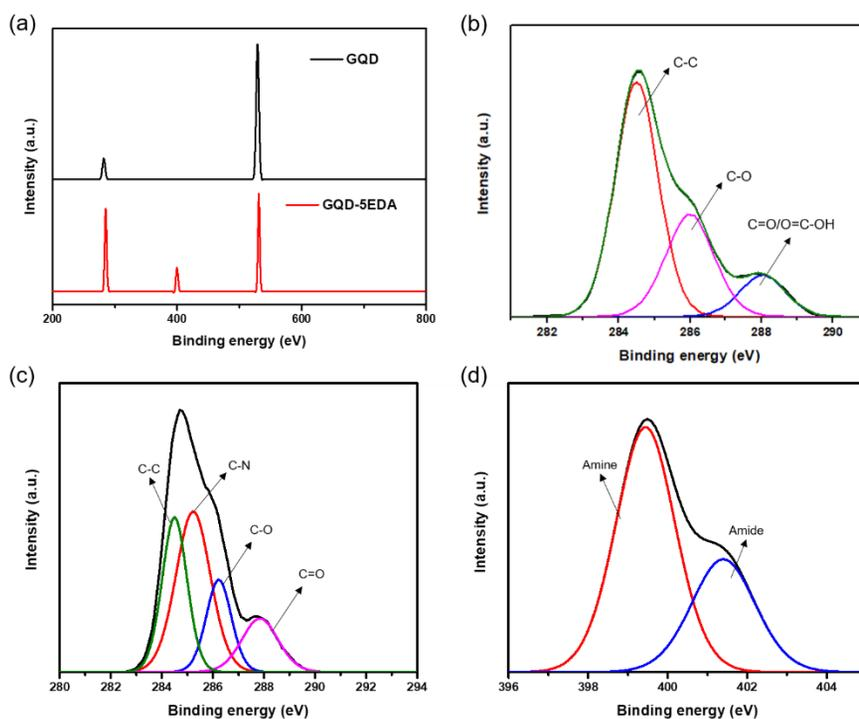 (a)
GQD
GQD-5EDA
Intensity (a.u.)
200 400 600 800
Binding energy (eV)
(b)
C-C
C-O
C=O/O=C-OH
Intensity (a.u.)
282 284 286 288 290
Binding energy (eV)
(c)
C-C
C-N
C-O
C=O
Intensity (a.u.)
280 282 284 286 288 290 292 294
Binding energy (eV)
(d)
Amine
Amide
Intensity (a.u.)
396 398 400 402 404
Binding energy (eV)